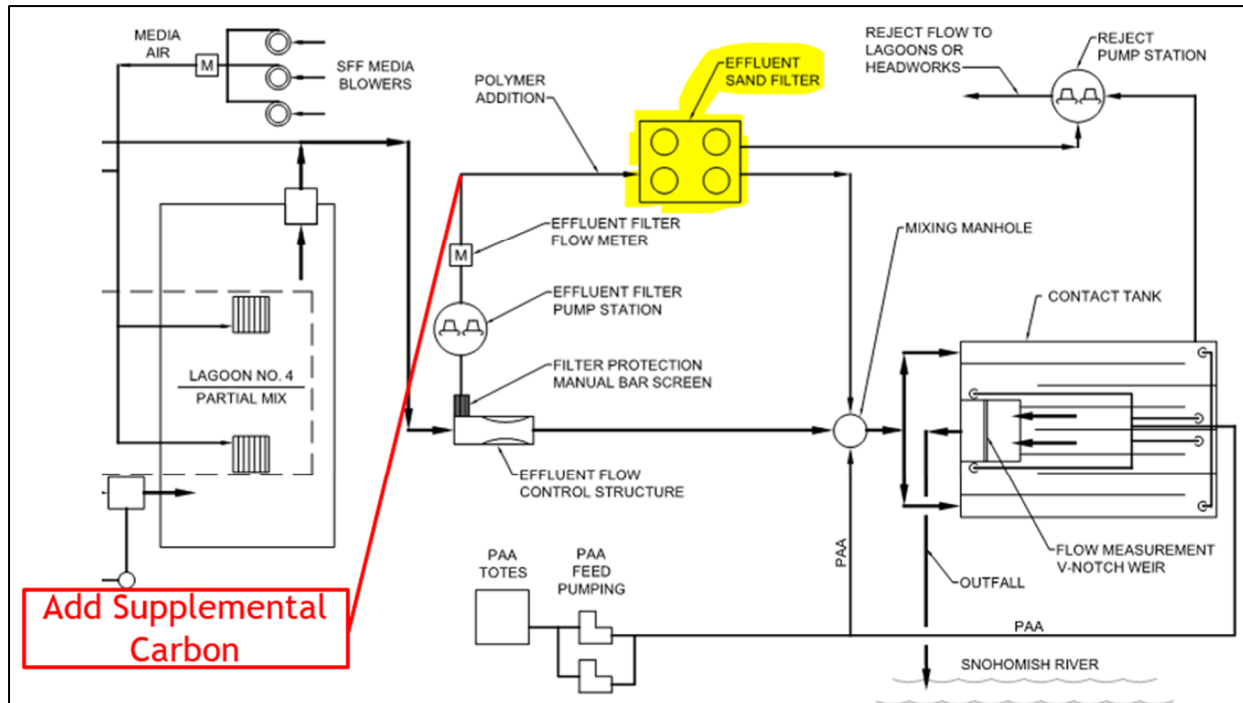 MEDIA
AIR
M
SFF MEDIA
BLOWERS
POLYMER
ADDITION
EFFLUENT
SAND FILTER
REJECT FLOW TO
LAGOONS OR
HEADWORKS
REJECT
PUMP STATION
EFFLUENT FILTER
FLOW METER
M
MIXING MANHOLE
EFFLUENT FILTER
PUMP STATION
CONTACT TANK
FILTER PROTECTION
MANUAL BAR SCREEN
LAGOON NO. 4
PARTIAL MIX
EFFLUENT FLOW
CONTROL STRUCTURE
PAA
TOTES
PAA
FEED
PUMPING
PAA
FLOW MEASUREMENT
V-NOTCH WEIR
OUTFALL
Add Supplemental
Carbon
PAA
SNOHOMISH RIVER